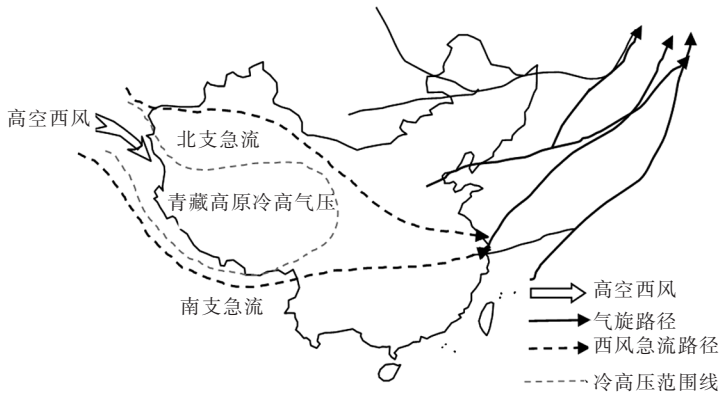 高空西风
北支急流
青藏高原冷高气压
南支急流
高空西风
气旋路径
西风急流路径
冷高压范围线